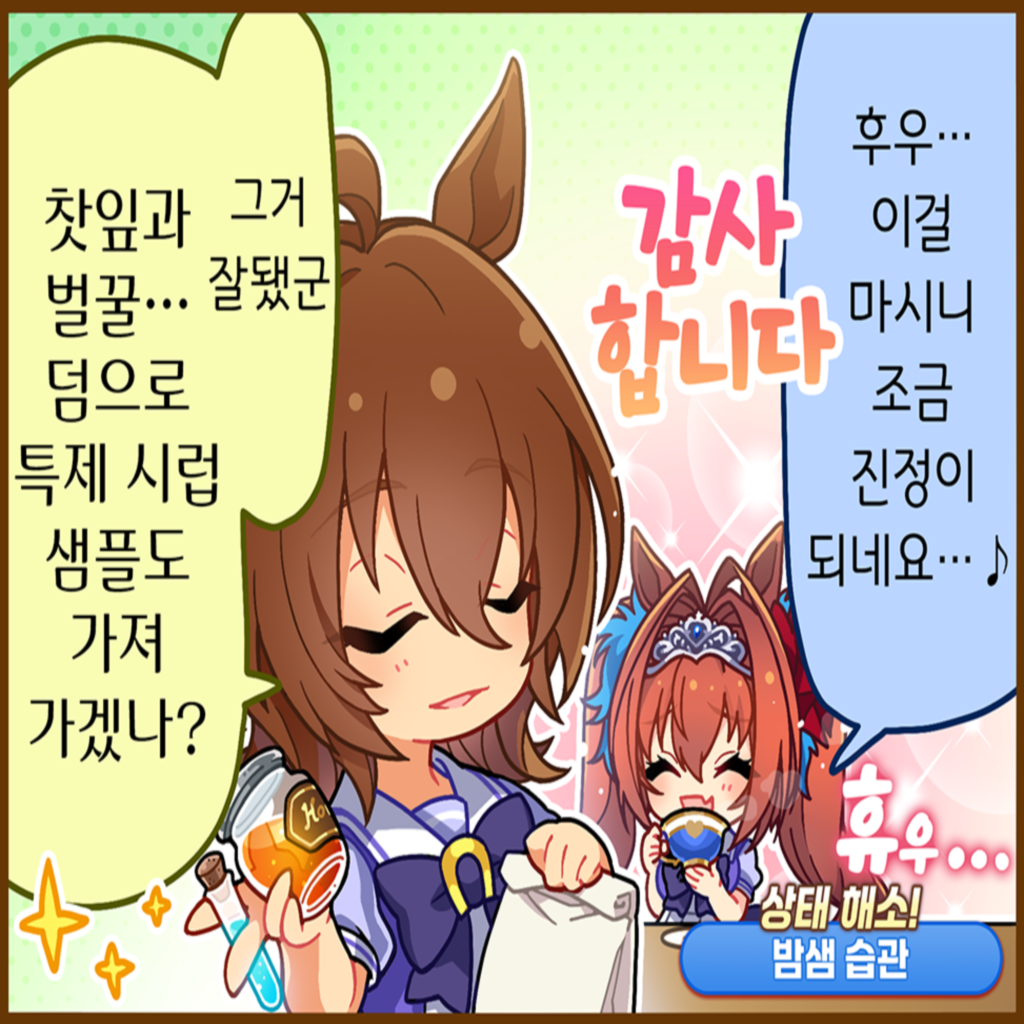 후우…
이걸
마시니
조금
진정이
되네요…♪
감사
합니다
그거
잘됐군
찻잎과
벌꿀…
덤으로
특제 시럽
샘플도
가져
가겠나?
Ho
휴우...
상태 해소!
밤샘 습관